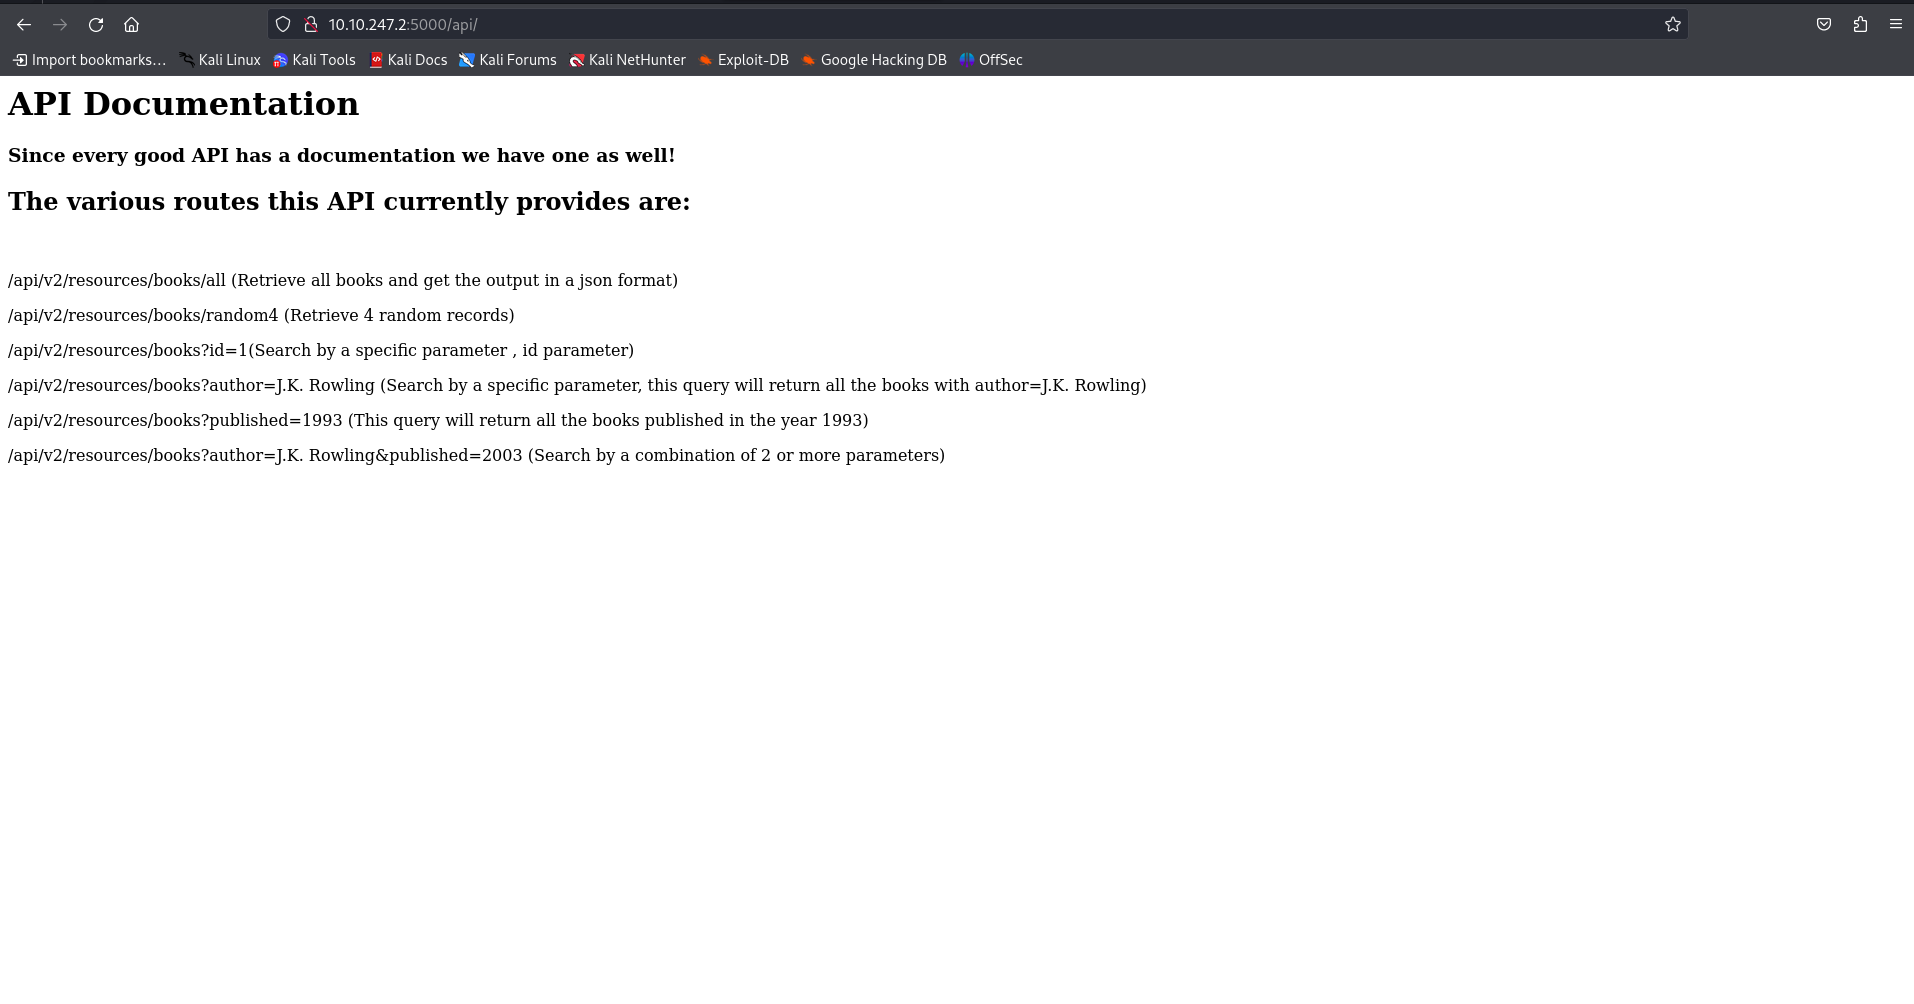 10.10.247.2:5000/api/
Import bookmarks... Kali Linux Kali Tools Kali Docs Kali Forums Kali NetHunter Exploit-DB Google Hacking DB OffSec
API Documentation
Since every good API has a documentation we have one as well!
The various routes this API currently provides are:
/api/v2/resources/books/all (Retrieve all books and get the output in a json format)
/api/v2/resources/books/random4 (Retrieve 4 random records)
/api/v2/resources/books?id=1(Search by a specific parameter , id parameter)
/api/v2/resources/books?author=J.K. Rowling (Search by a specific parameter, this query will return all the books with author=J.K. Rowling)
/api/v2/resources/books?published=1993 (This query will return all the books published in the year 1993)
/api/v2/resources/books?author=J.K. Rowling&published=2003 (Search by a combination of 2 or more parameters)